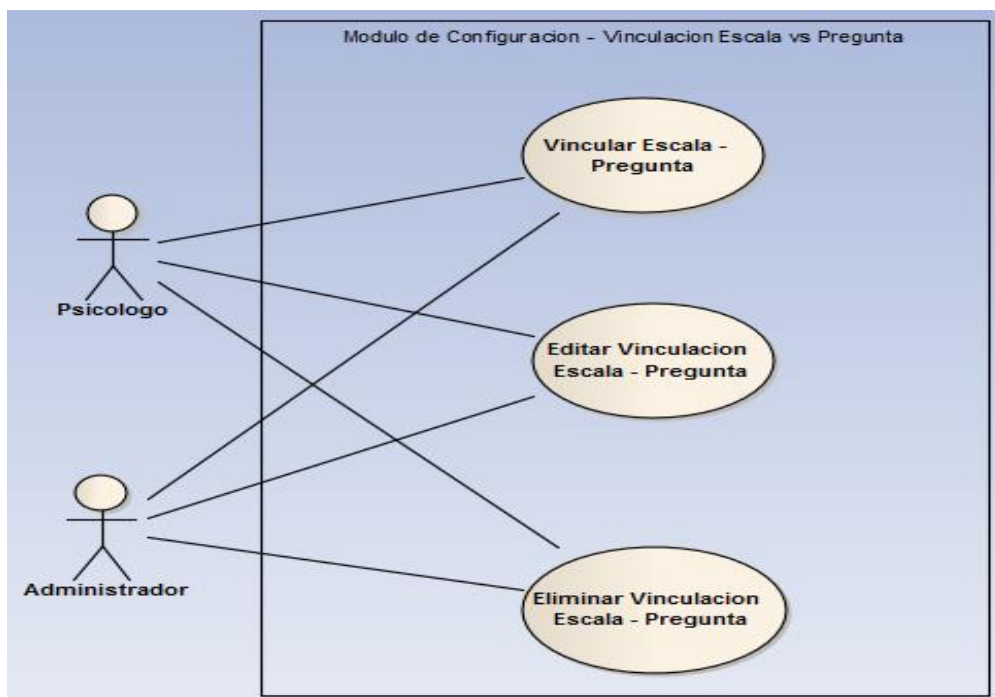 Modulo de Configuracion - Vinculacion Escala vs Pregunta
Vincular Escala -
Pregunta
Psicologo
Editar Vinculacion
Escala - Pregunta
Administrador
Eliminar Vinculacion
Escala - Pregunta